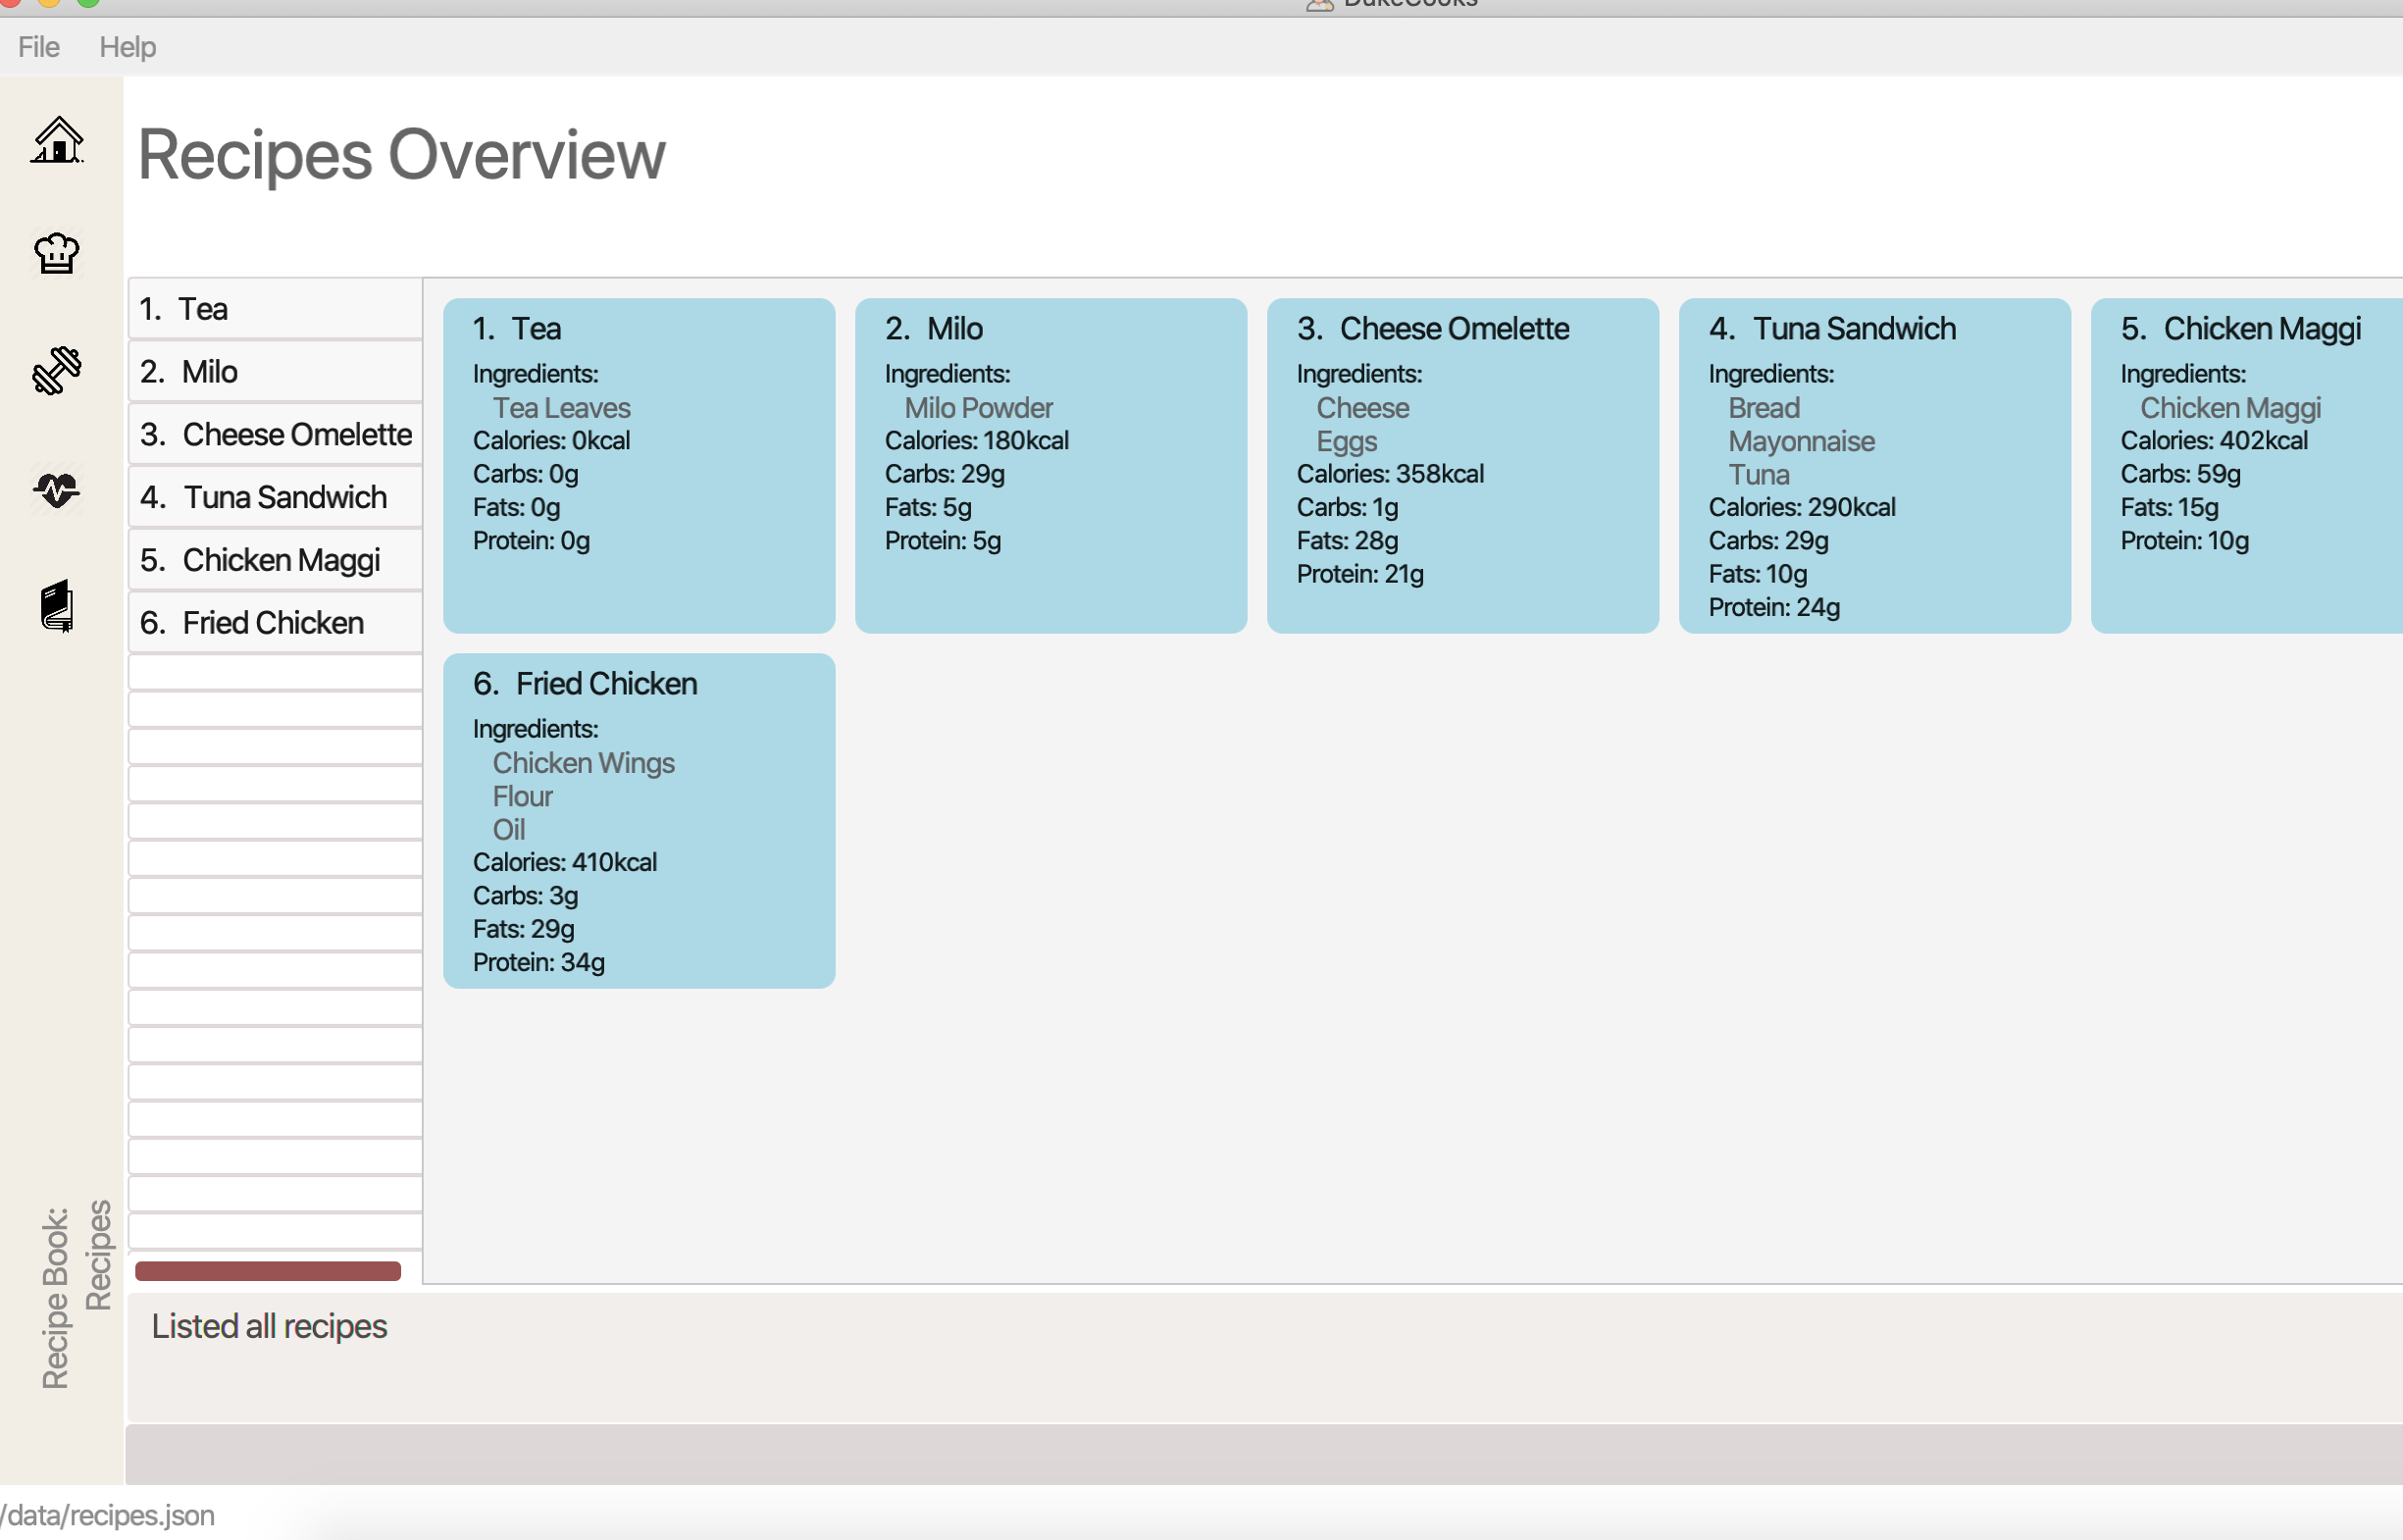 DukeCooks
File Help
Recipes Overview
1. Tea
2. Milo
3. Cheese Omelette
4. Tuna Sandwich
5. Chicken Maggi
6. Fried Chicken
1. Tea
Ingredients:
Tea Leaves
Calories: 0kcal
Carbs: 0g
Fats: 0g
Protein: 0g
2. Milo
Ingredients:
Milo Powder
Calories: 180kcal
Carbs: 29g
Fats: 5g
Protein: 5g
3. Cheese Omelette
Ingredients:
Cheese
Eggs
Calories: 358kcal
Carbs: 1g
Fats: 28g
Protein: 21g
4. Tuna Sandwich
Ingredients:
Bread
Mayonnaise
Tuna
Calories: 290kcal
Carbs: 29g
Fats: 10g
Protein: 24g
5. Chicken Maggi
Ingredients:
Chicken Maggi
Calories: 402kcal
Carbs: 59g
Fats: 15g
Protein: 10g
6. Fried Chicken
Ingredients:
Chicken Wings
Flour
Oil
Calories: 410kcal
Carbs: 3g
Fats: 29g
Protein: 34g
Recipe Book:
Recipes
Listed all recipes
/data/recipes.json